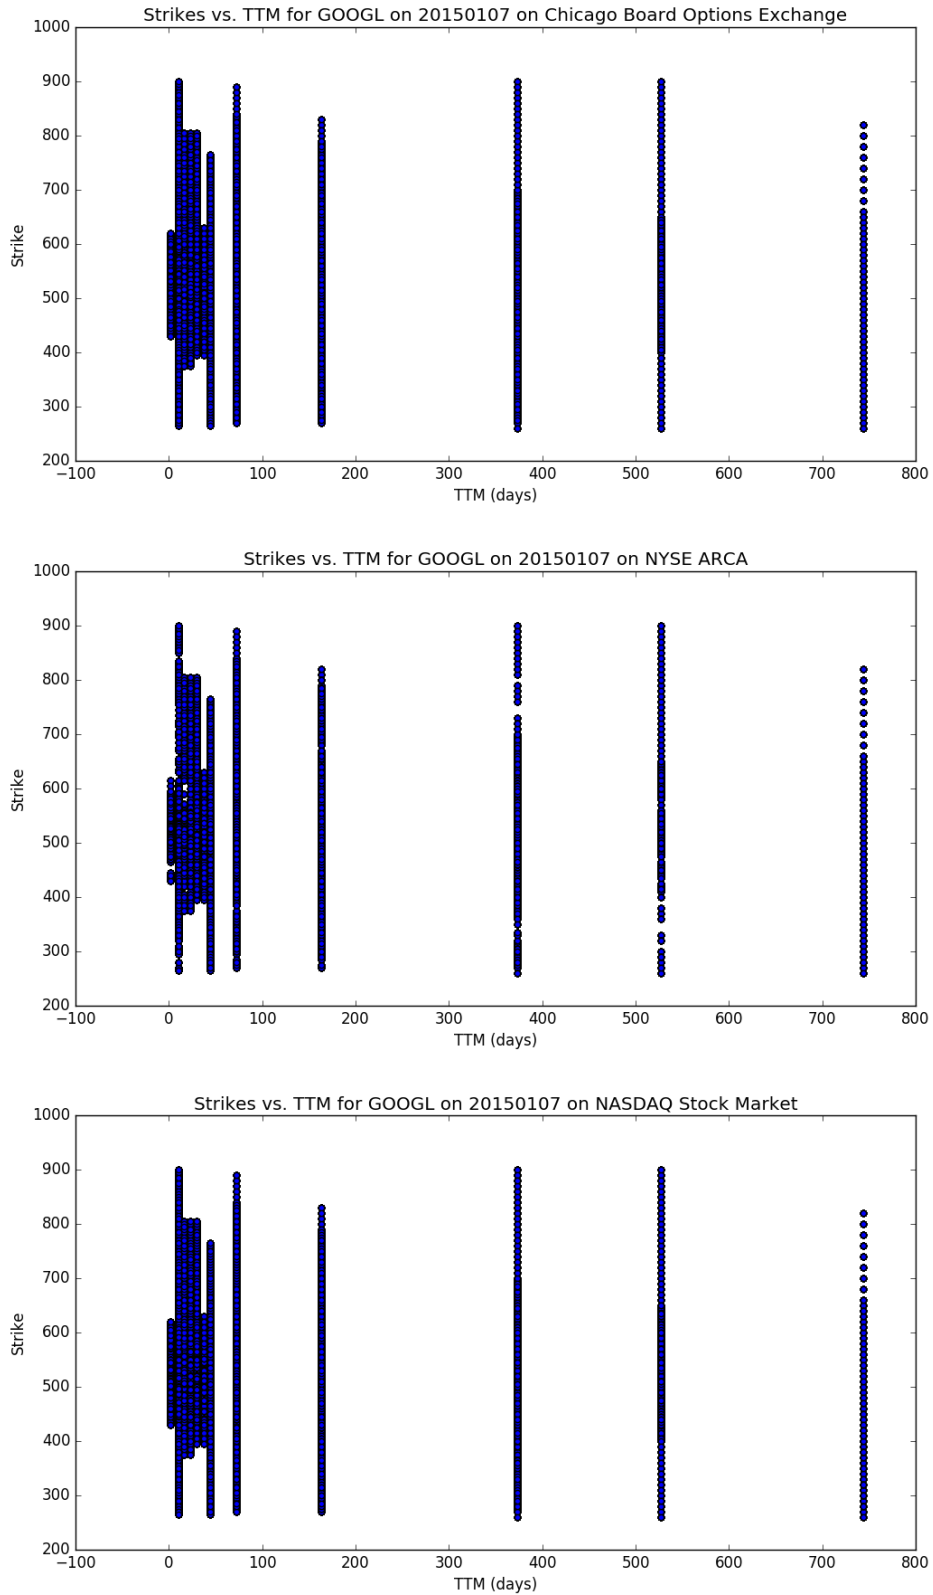 Strikes vs. TTM for GOOGL on 20150107 on Chicago Board Options Exchange
1000
900
800
700
600
500
400
300
200
Strike
−100 0 100 200 300 400 500 600 700 800
TTM (days)
Strikes vs. TTM for GOOGL on 20150107 on NYSE ARCA
1000
900
800
700
600
500
400
300
200
Strike
−100 0 100 200 300 400 500 600 700 800
TTM (days)
Strikes vs. TTM for GOOGL on 20150107 on NASDAQ Stock Market
1000
900
800
700
600
500
400
300
200
Strike
−100 0 100 200 300 400 500 600 700 800
TTM (days)